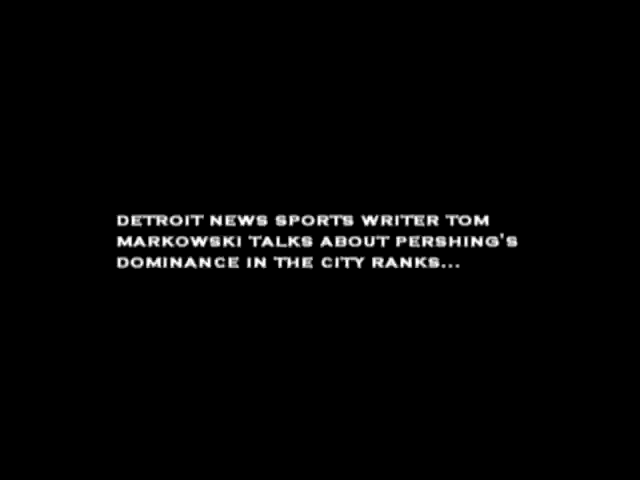 DETROIT NEWS SPORTS WRITER TOM
MARKOWSKI TALKS ABOUT PERSHING'S
DOMINANCE IN THE CITY RANKS...